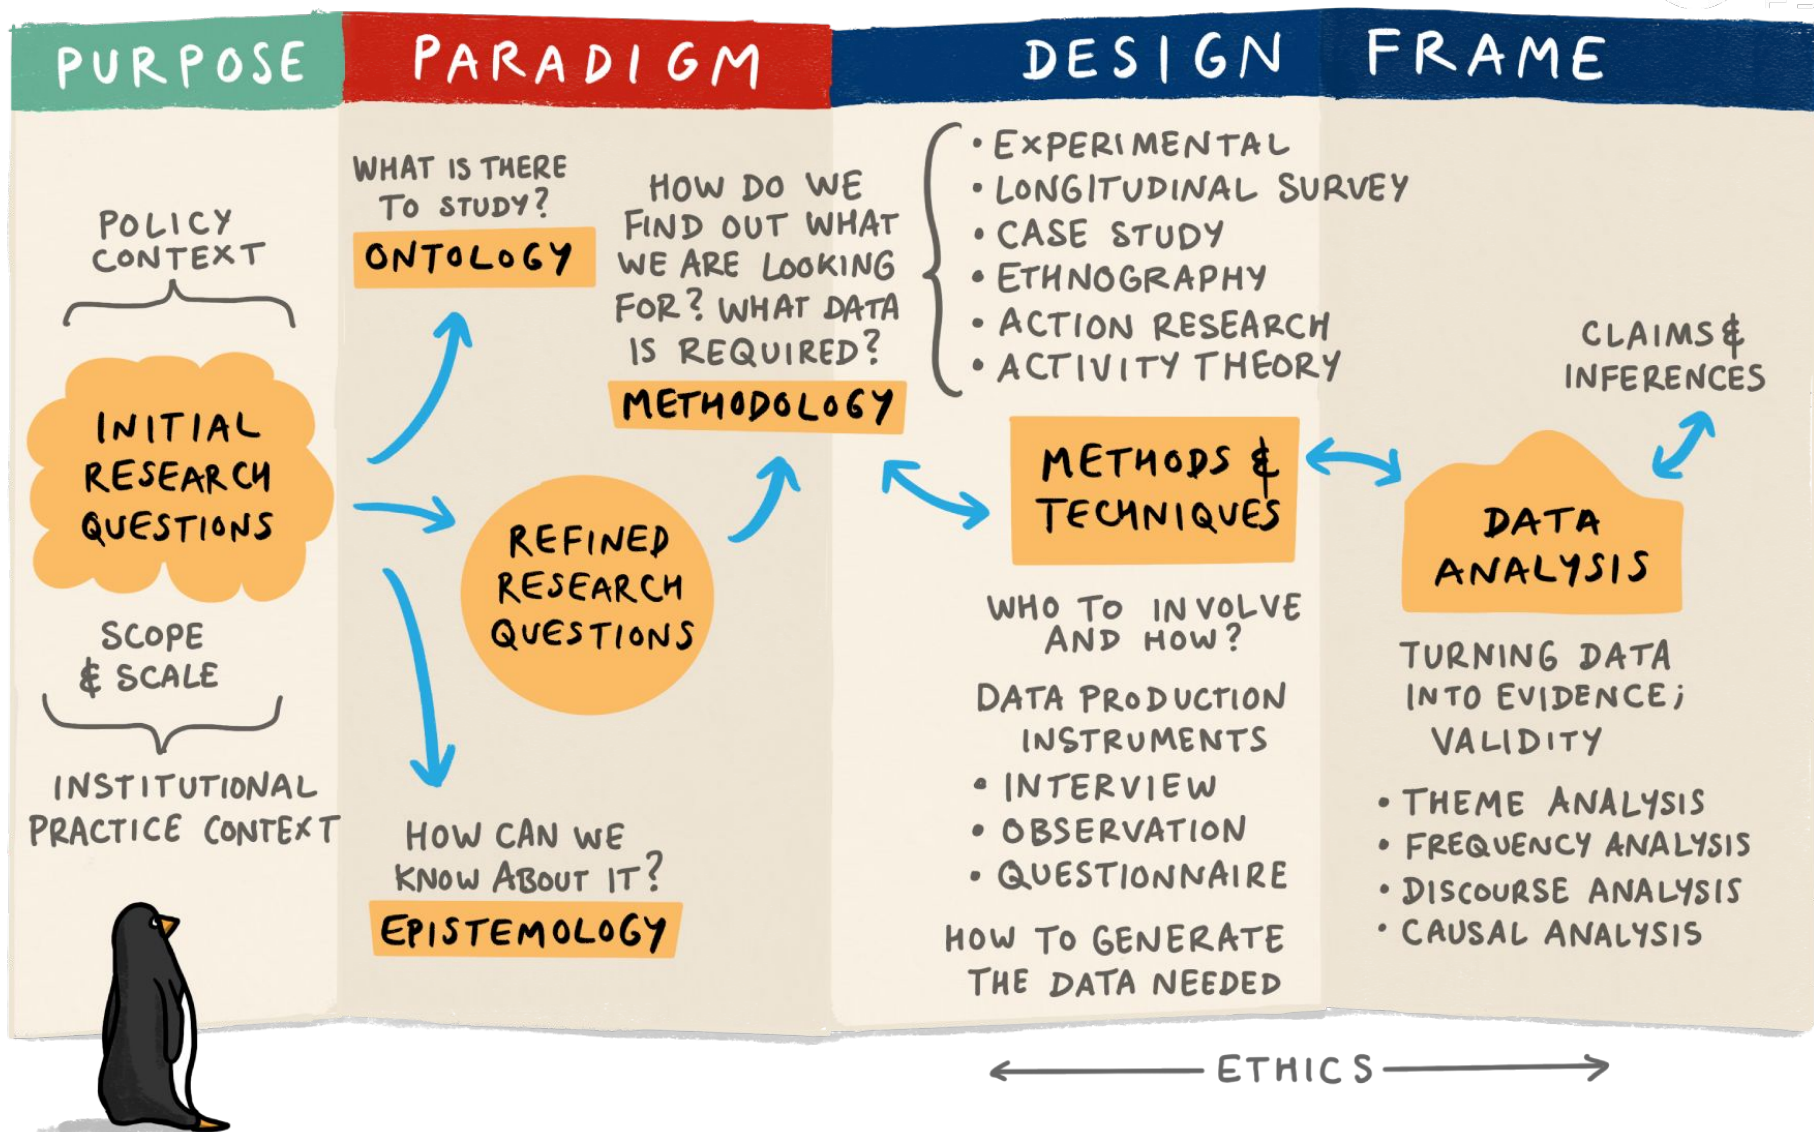 PURPOSE
PARADIGM
DESIGN FRAME
POLICY
CONTEXT
INITIAL
RESEARCH
QUESTIONS
SCOPE
& SCALE
INSTITUTIONAL
PRACTICE CONTEXT
WHAT IS THERE
TO STUDY?
ONTOLOGY
REFINED
RESEARCH
QUESTIONS
HOW CAN WE
KNOW ABOUT IT?
EPISTEMOLOGY
HOW DO WE
FIND OUT WHAT
WE ARE LOOKING
FOR? WHAT DATA
IS REQUIRED?
METHODOLOGY
• EXPERIMENTAL
• LONGITUDINAL SURVEY
• CASE STUDY
• ETHNOGRAPHY
• ACTION RESEARCH
• ACTIVITY THEORY
METHODS &
TECHNIQUES
WHO TO INVOLVE
AND HOW?
DATA PRODUCTION
INSTRUMENTS
• INTERVIEW
• OBSERVATION
• QUESTIONNAIRE
HOW TO GENERATE
THE DATA NEEDED
CLAIMS &
INFERENCES
DATA
ANALYSIS
TURNING DATA
INTO EVIDENCE;
VALIDITY
• THEME ANALYSIS
• FREQUENCY ANALYSIS
• DISCOURSE ANALYSIS
• CAUSAL ANALYSIS
ETHICS